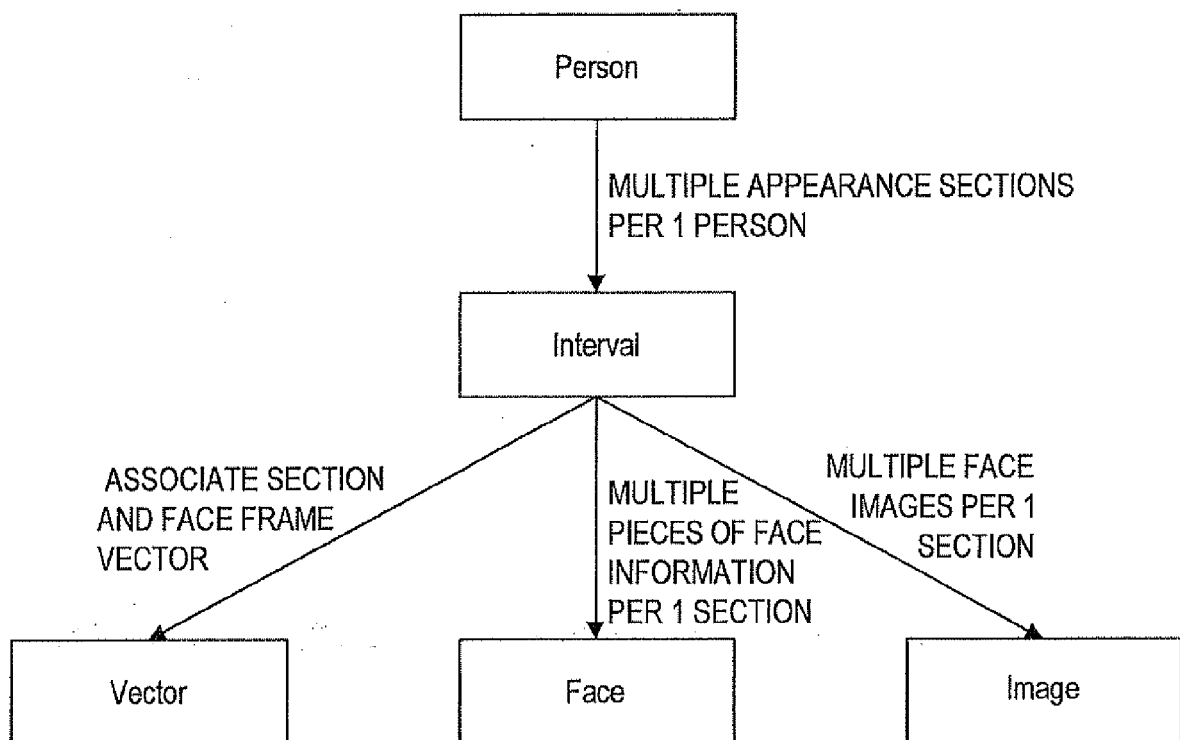 Person
MULTIPLE APPEARANCE SECTIONS
PER 1 PERSON
Interval
ASSOCIATE SECTION
AND FACE FRAME
VECTOR
MULTIPLE
PIECES OF FACE
INFORMATION
PER 1 SECTION
MULTIPLE FACE
IMAGES PER 1
SECTION
Vector
Face
Image